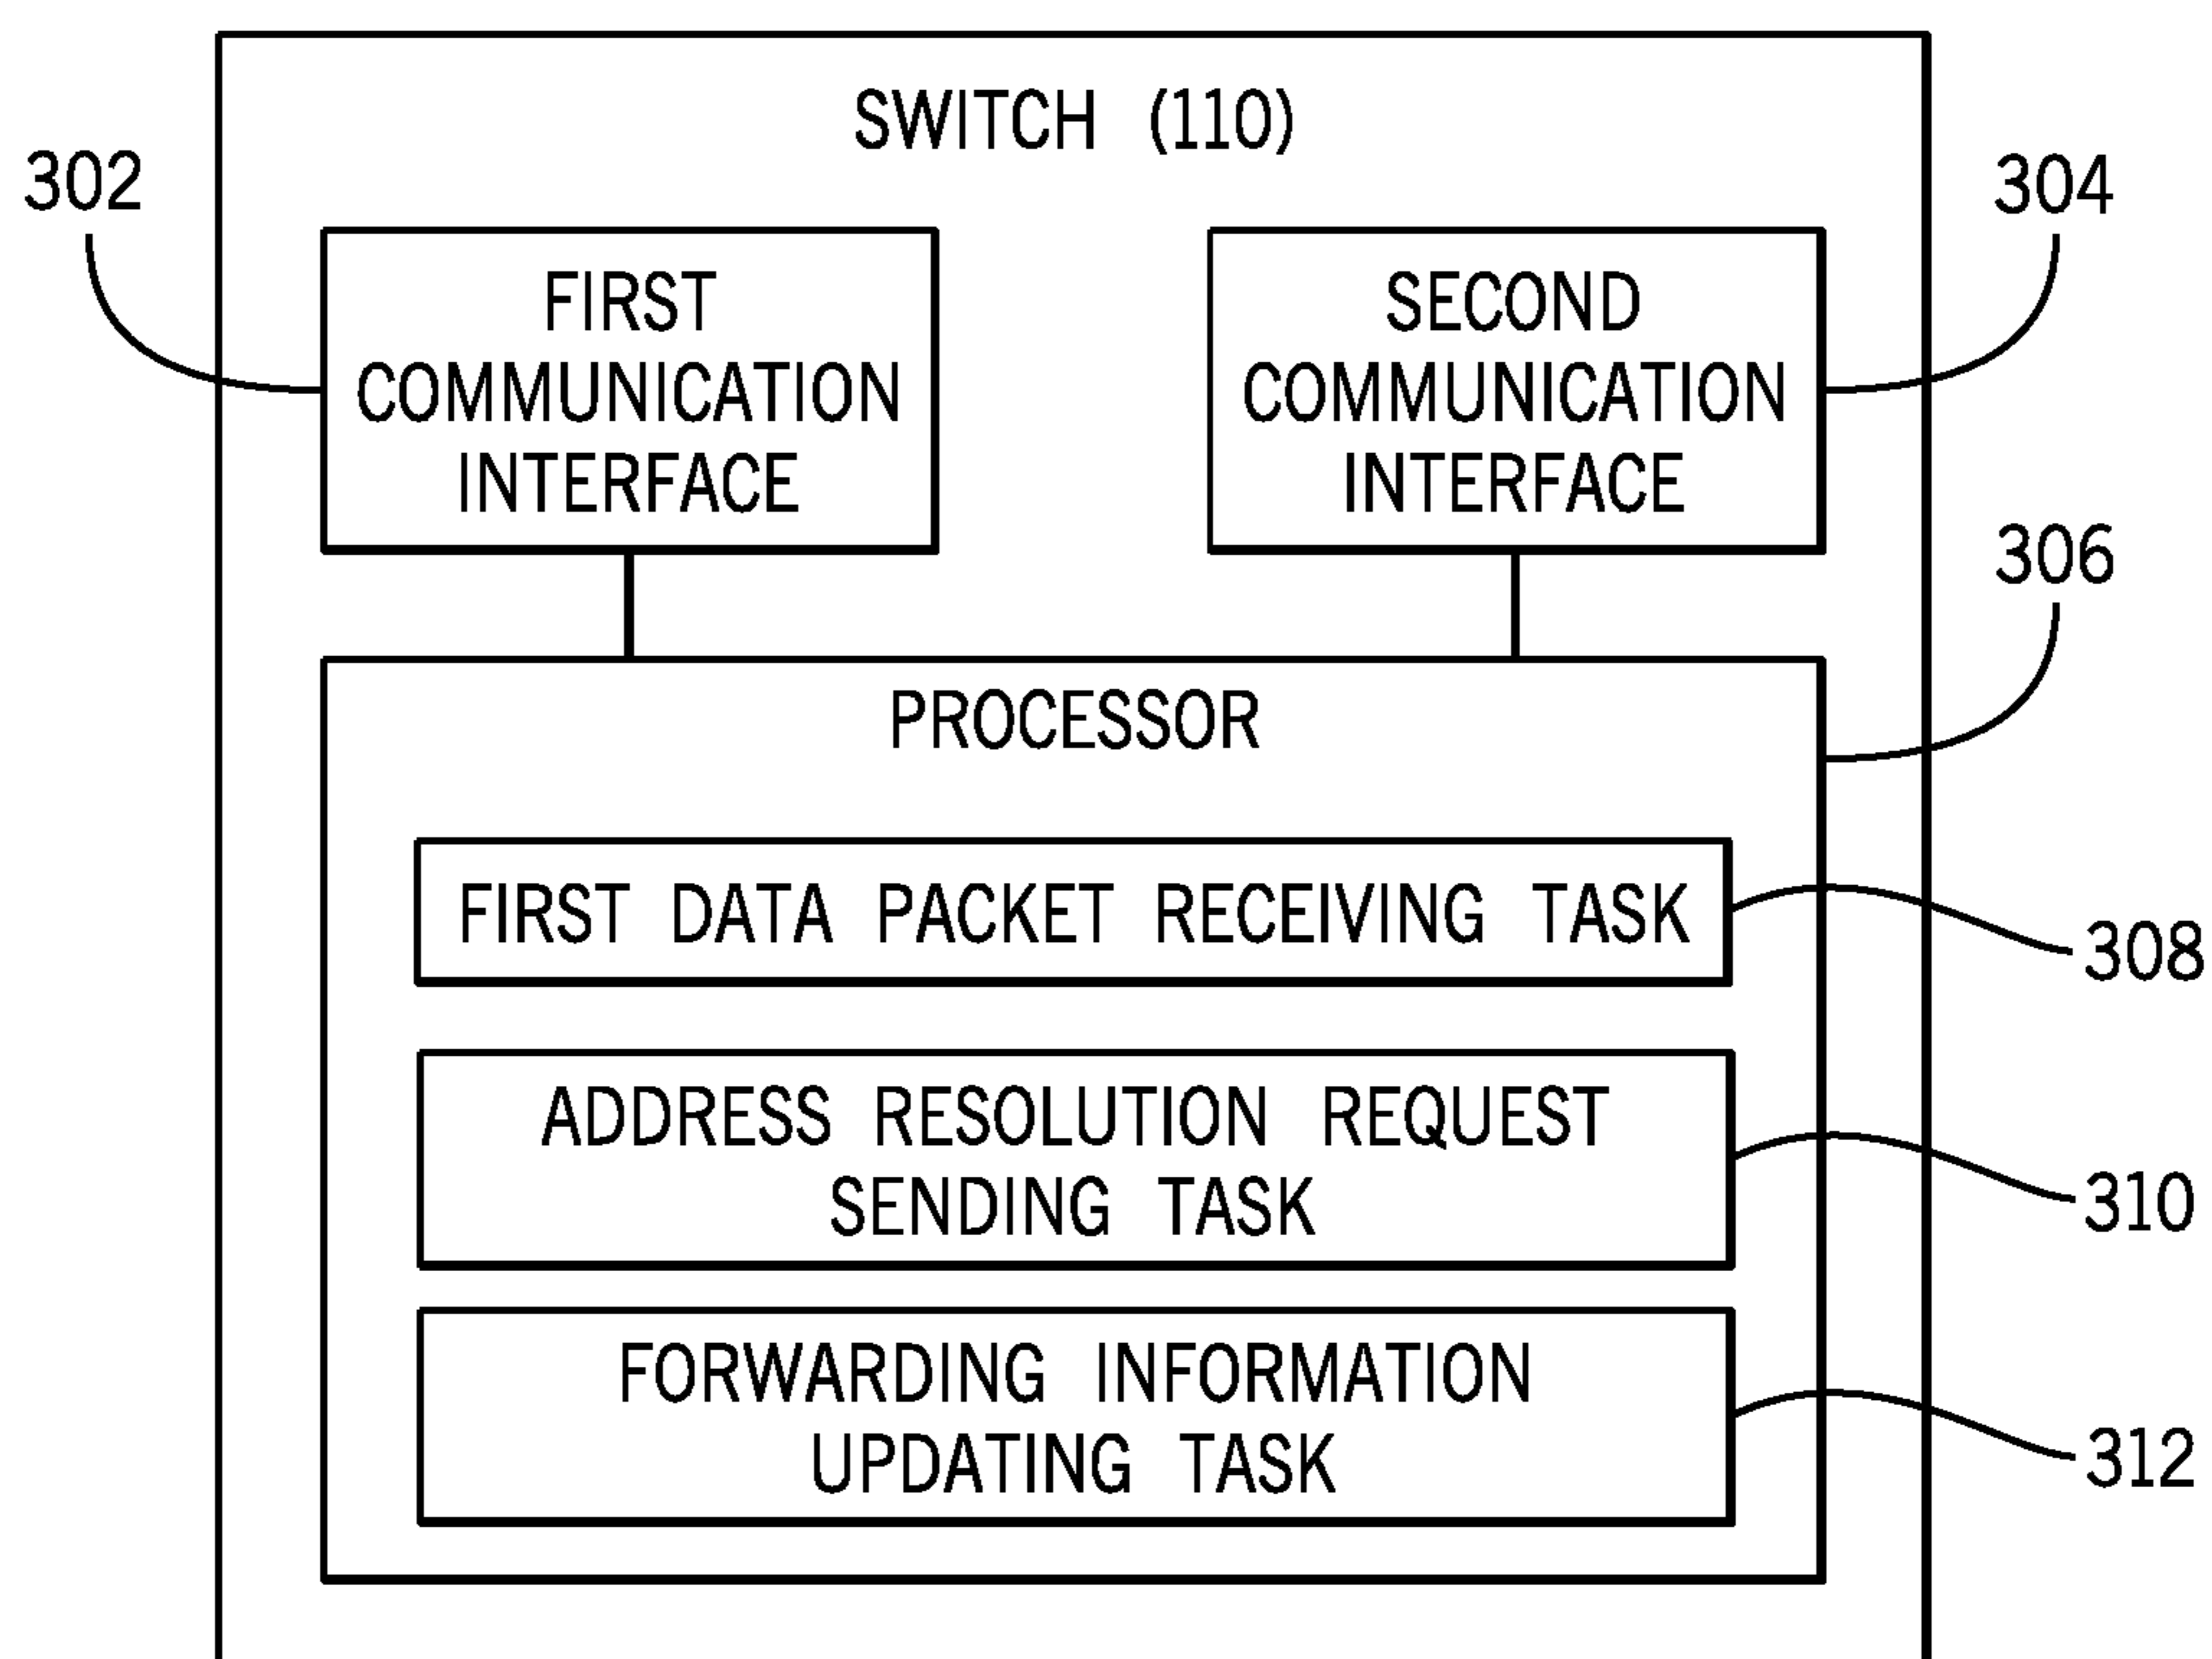 SWITCH (110)
302
304
FIRST
COMMUNICATION
INTERFACE
SECOND
COMMUNICATION
INTERFACE
306
PROCESSOR
FIRST DATA PACKET RECEIVING TASK
308
ADDRESS RESOLUTION REQUEST
SENDING TASK
310
FORWARDING INFORMATION
UPDATING TASK
312